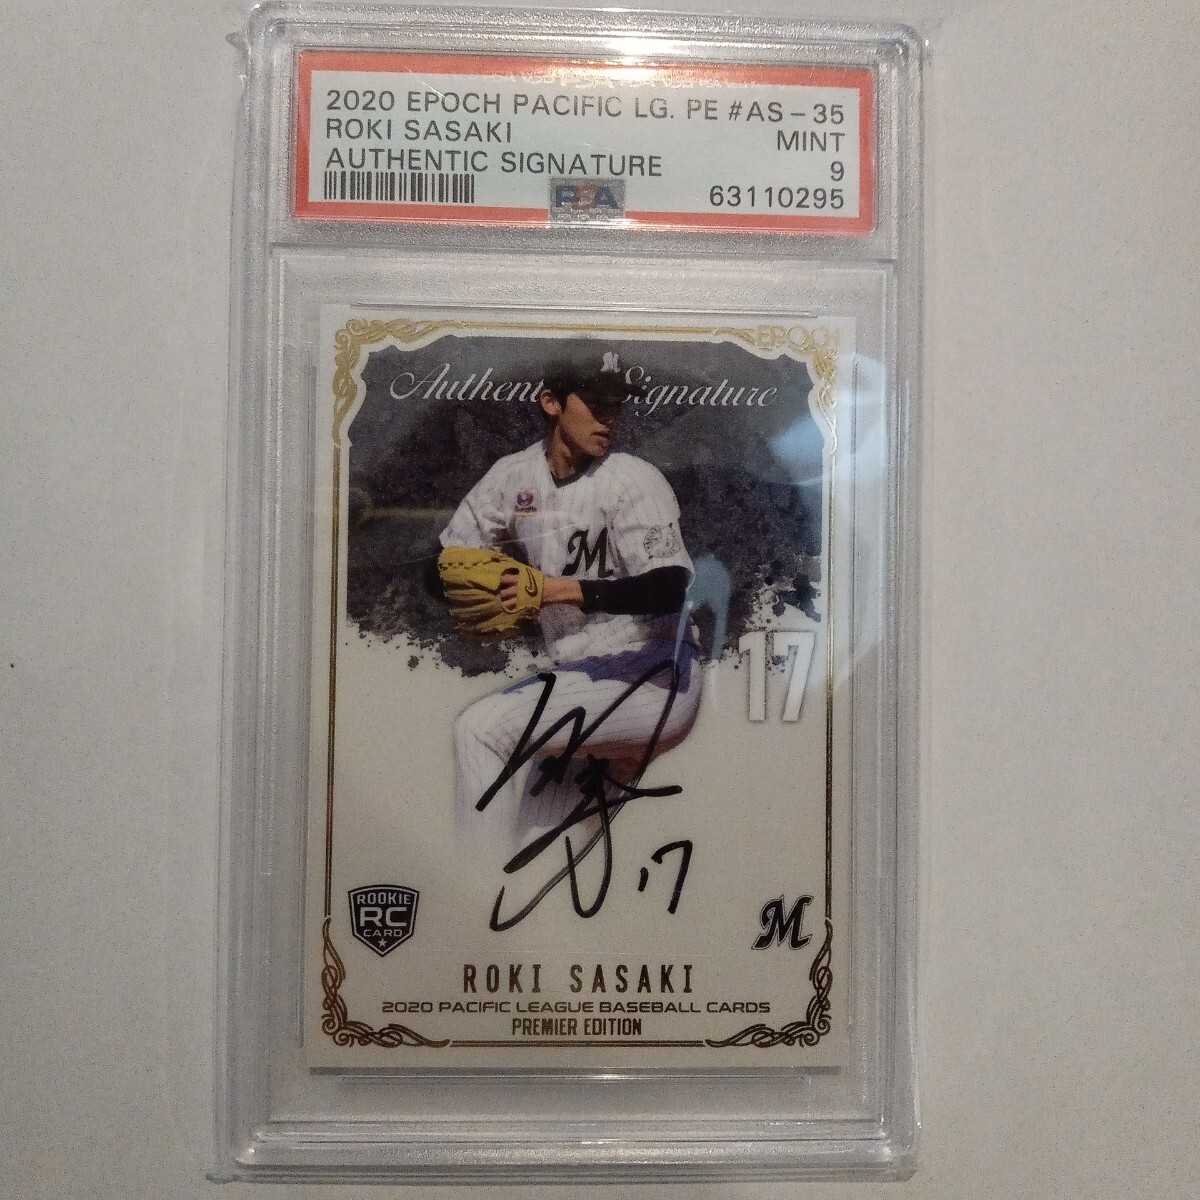 2020 EPOCH PACIFIC LG. PE #AS-35
ROKI SASAKI MINT
AUTHENTIC SIGNATURE 9
PSA 63110295
EPOCH
Signature
M
M
17
17
ROOKIE
RC
CARD
M
ROKI SASAKI
2020 PACIFIC LEAGUE BASEBALL CARDS
PREMIER EDITION